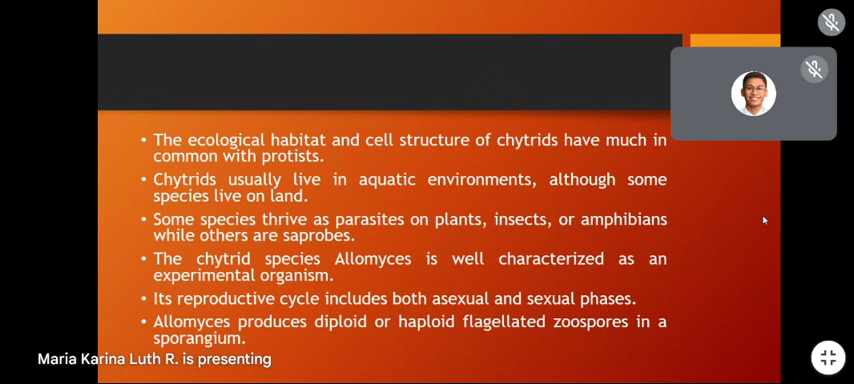 • The ecological habitat and cell structure of chytrids have much in
common with protists.
• Chytrids usually live in aquatic environments, although some
species live on land.
• Some species thrive as parasites on plants, insects, or amphibians
while others are saprobes.
• The chytrid species Allomyces is well characterized as an
experimental organism.
• Its reproductive cycle includes both asexual and sexual phases.
• Allomyces produces diploid or haploid flagellated zoospores in a
sporangium.
Maria Karina Luth R. is presenting